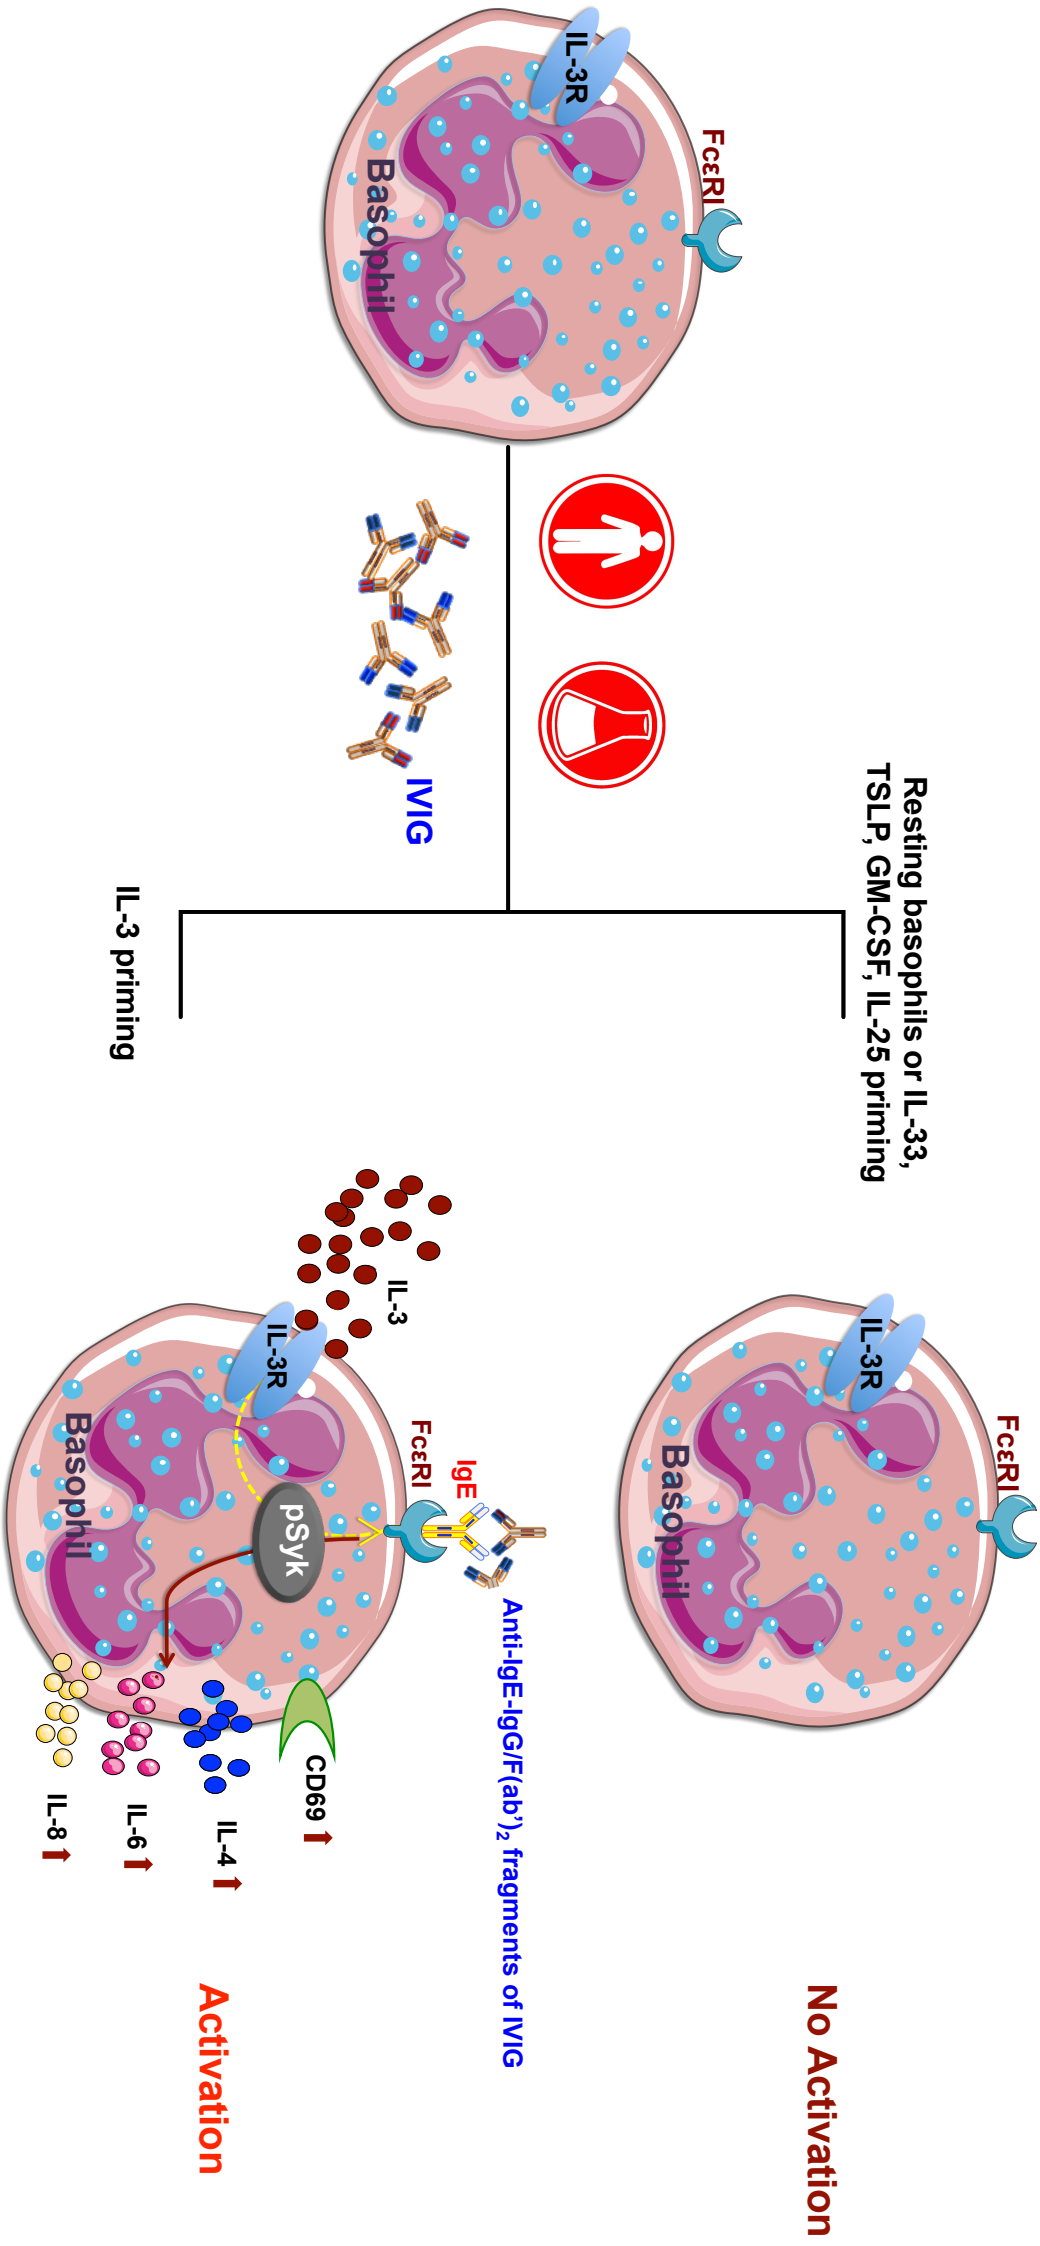 FcεRI
IL-3R
Basophil
IVIG
Resting basophils or IL-33,
TSLP, GM-CSF, IL-25 priming
FcεRI
IL-3R
Basophil
No Activation
IL-3 priming
IL-3
IL-3R
FcεRI
IgE
Anti-IgE-IgG/F(ab’)₂ fragments of IVIG
pSyk
Basophil
CD69
IL-4
IL-6
IL-8
Activation